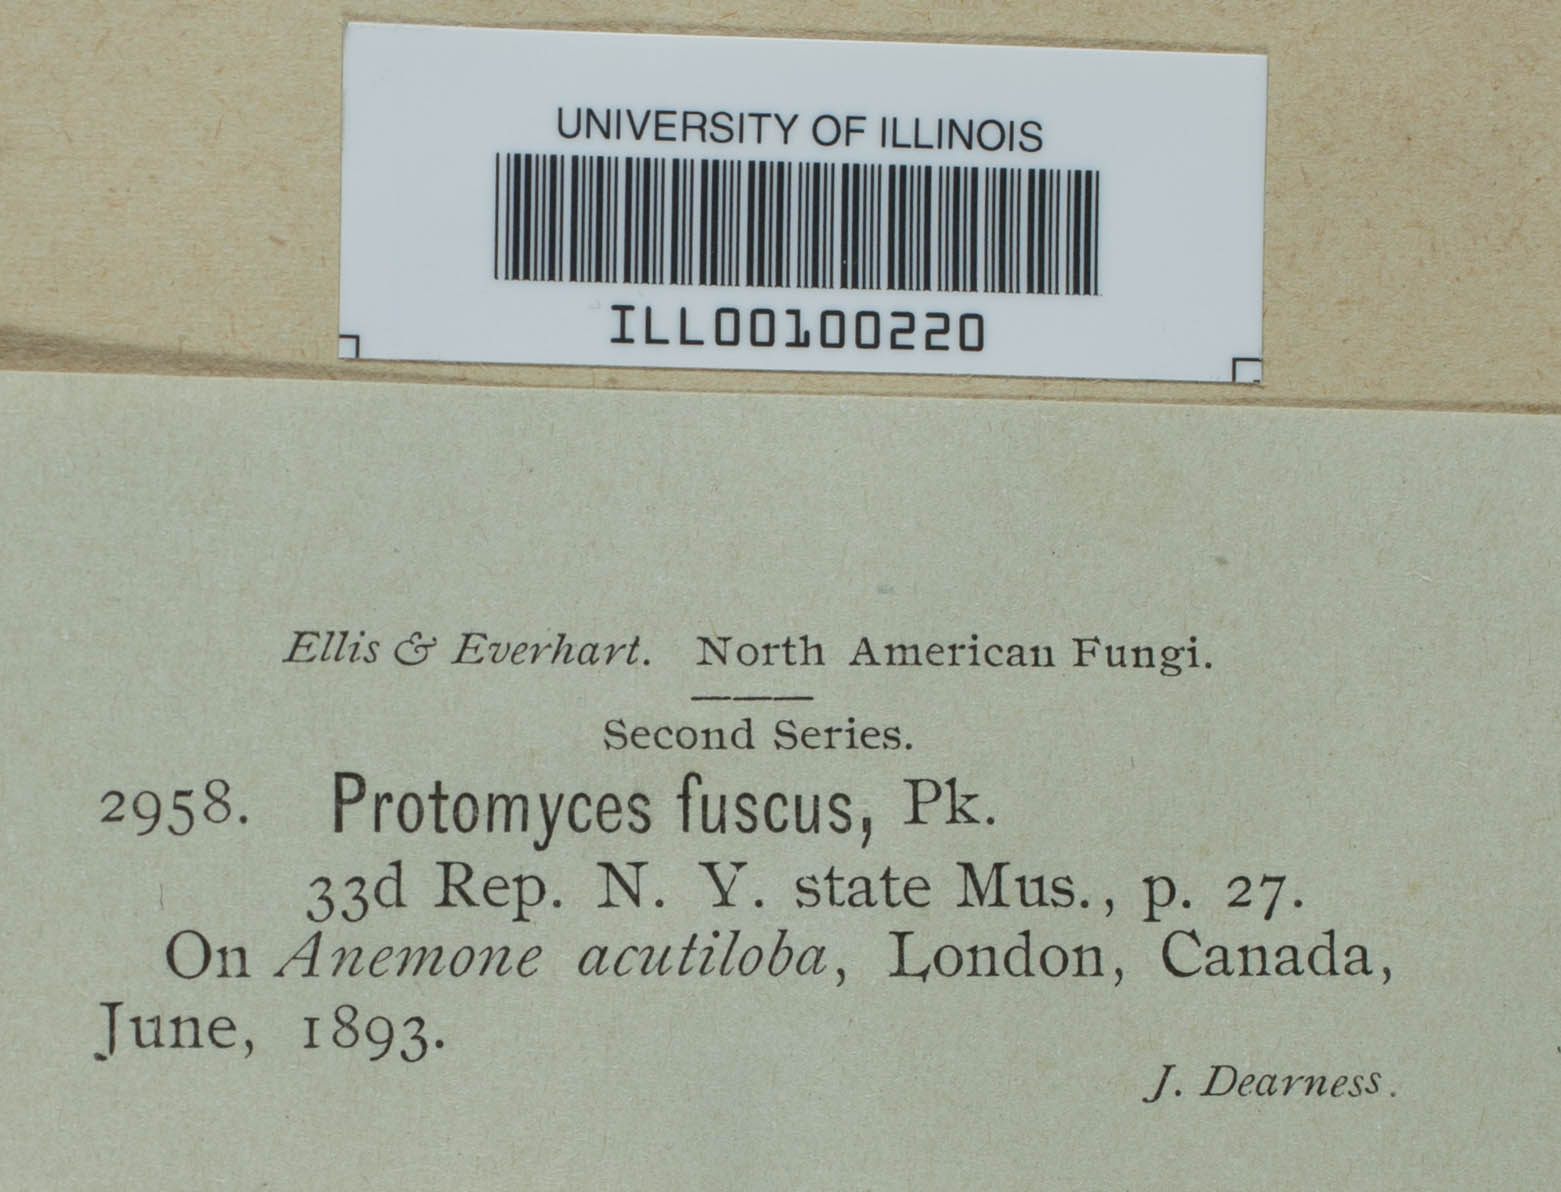 UNIVERSITY OF ILLINOIS
ILL00100220
Ellis & Everhart. North American Fungi.
Second Series.
2958. Protomyces fuscus, Pk.
33d Rep. N. Y. state Mus., p. 27.
On Anemone acutiloba, London, Canada,
June, 1893.
J. Dearness.